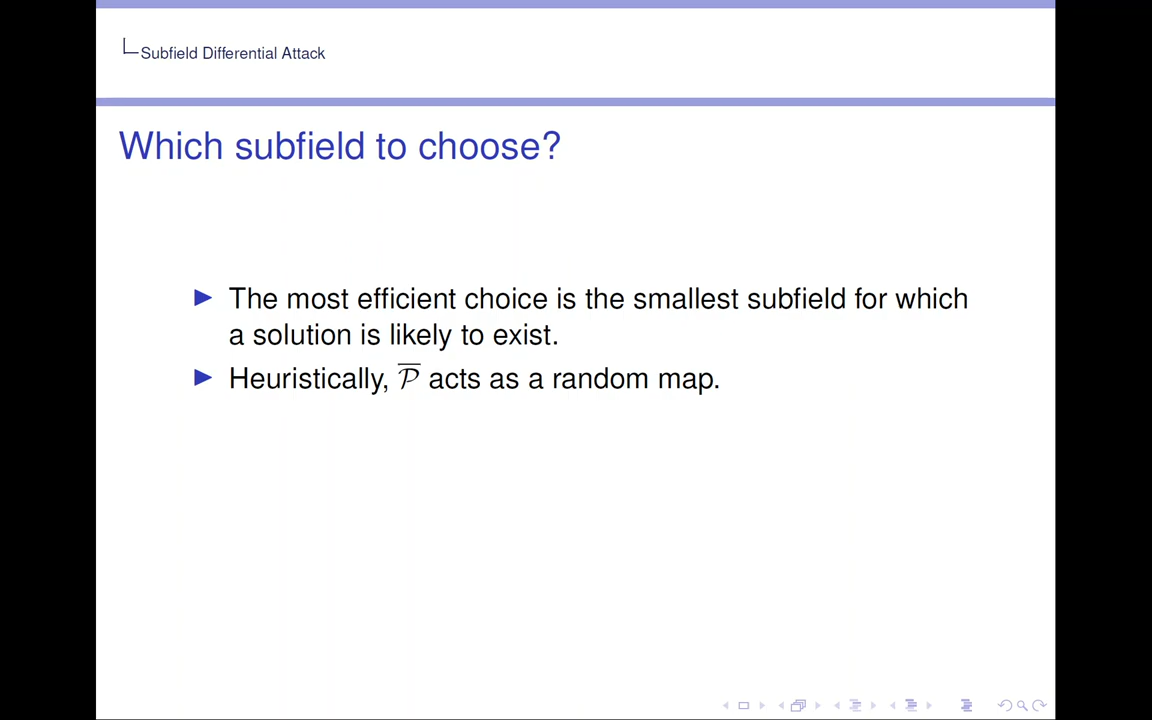 Subfield Differential Attack
Which subfield to choose?
▶ The most efficient choice is the smallest subfield for which
a solution is likely to exist.
▶ Heuristically, $\overline{\mathcal{P}}$ acts as a random map.